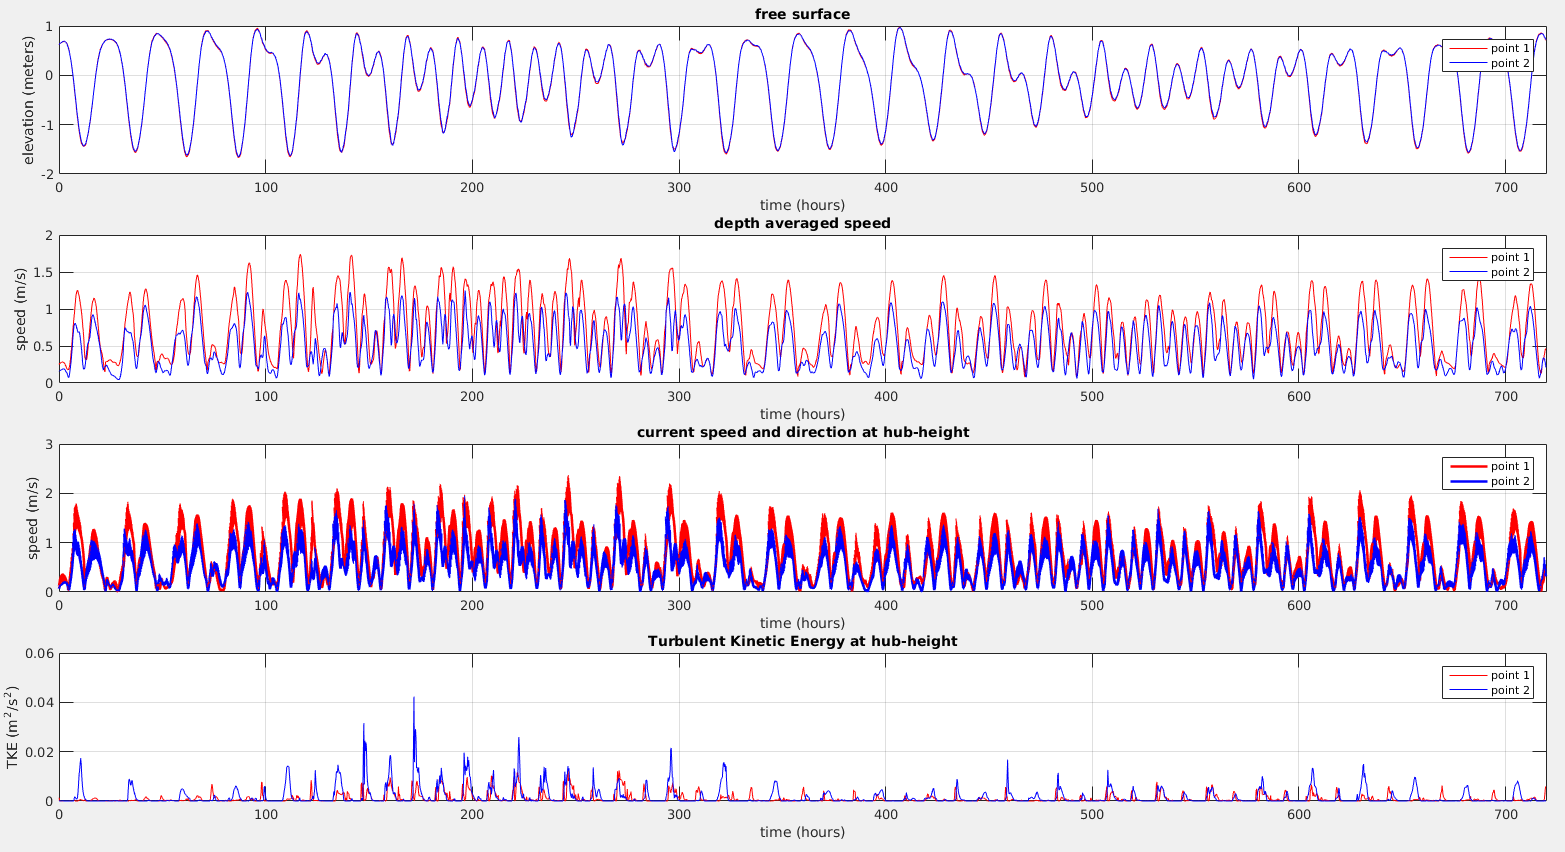 free surface
1
0
-1
-2
elevation (meters)
point 1
point 2
0 100 200 300 400 500 600 700
time (hours)
depth averaged speed
2
1.5
1
0.5
0
speed (m/s)
point 1
point 2
0 100 200 300 400 500 600 700
time (hours)
current speed and direction at hub-height
3
2
1
0
speed (m/s)
point 1
point 2
0 100 200 300 400 500 600 700
time (hours)
Turbulent Kinetic Energy at hub-height
0.06
0.04
0.02
0
TKE (m²/s²)
point 1
point 2
0 100 200 300 400 500 600 700
time (hours)